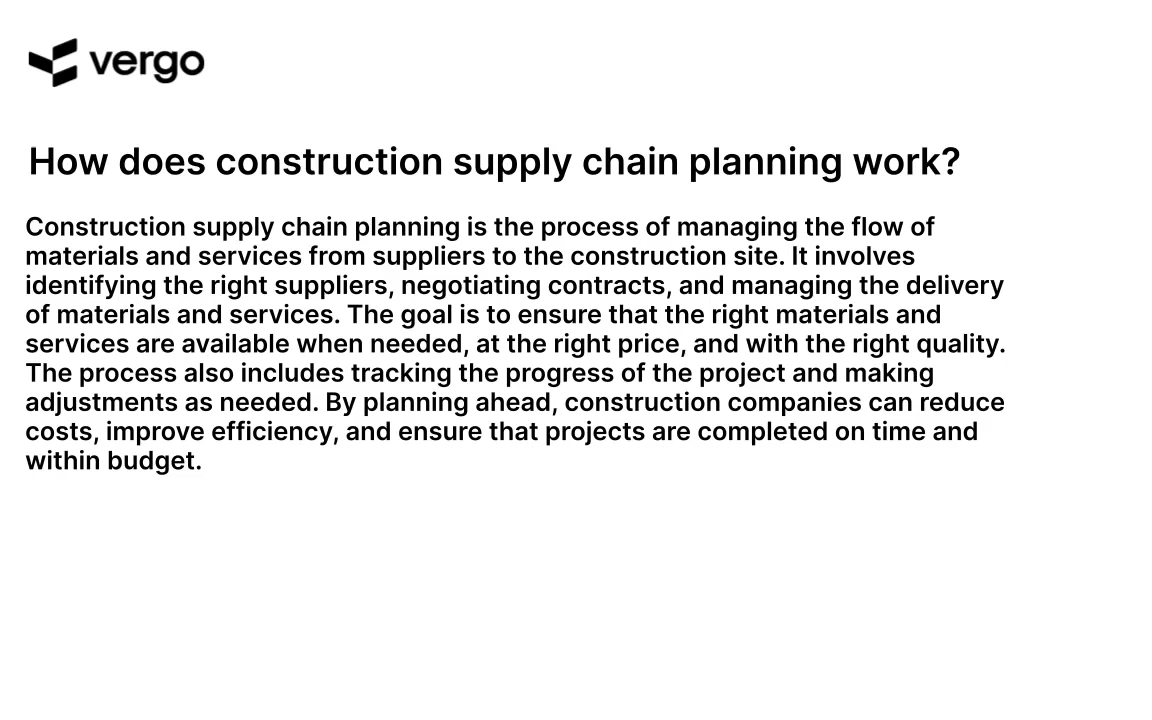 vergo
How does construction supply chain planning work?
Construction supply chain planning is the process of managing the flow of
materials and services from suppliers to the construction site. It involves
identifying the right suppliers, negotiating contracts, and managing the delivery
of materials and services. The goal is to ensure that the right materials and
services are available when needed, at the right price, and with the right quality.
The process also includes tracking the progress of the project and making
adjustments as needed. By planning ahead, construction companies can reduce
costs, improve efficiency, and ensure that projects are completed on time and
within budget.